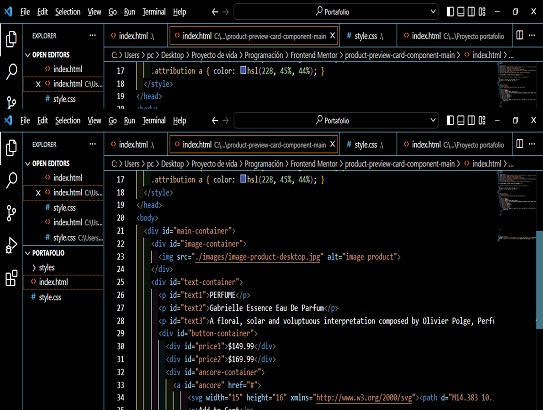 File Edit Selection View Go Run Terminal Help Portafolio
EXPLORER ... index.html .\ index.html C:\...\product-preview-card-component-main style.css .\ index.html C:\...\Proyecto portafolio
OPEN EDITORS C: > Users > pc > Desktop > Proyecto de vida > Programación > Frontend Mentor > product-preview-card-component-main > index.html > ...
index.html 17 .attribution a { color: hsl(228, 45%, 44%); }
X index.html C:\Us... 18 </style>
style.css 19 </head>
File Edit Selection View Go Run Terminal Help Portafolio
EXPLORER ... index.html .\ index.html C:\...\product-preview-card-component-main X style.css .\ index.html C:\...\Proyecto portafolio
OPEN EDITORS C: > Users > pc > Desktop > Proyecto de vida > Programación > Frontend Mentor > product-preview-card-component-main > index.html > ...
index.html 17 .attribution a { color: hsl(228, 45%, 44%); }
X index.html C:\Us... 18 </style>
style.css .\ 19 </head>
index.html C:\Us... 20 <body>
style.css C:\Users... 21 <div id="main-container">
PORTAFOLIO 22 <div id="image-container">
23 <img src="./images/image-product-desktop.jpg" alt="image product">
styles 24 </div>
index.html 25 <div id="text-container">
style.css 26 <p id="text1">PERFUME</p>
27 <p id="text2">Gabrielle Essence Eau De Parfum</p>
28 <p id="text3">A floral, solar and voluptuous interpretation composed by Olivier Polge, Perf
29 <div id="button-container">
30 <div id="price1">$149.99</div>
31 <div id="price2">$169.99</div>
32 <div id="ancore-container">
33 <a id="ancore" href="#">
34 <svg width="15" height="16" xmlns="http://www.w3.org/2000/svg"><path d="M14.383 10.